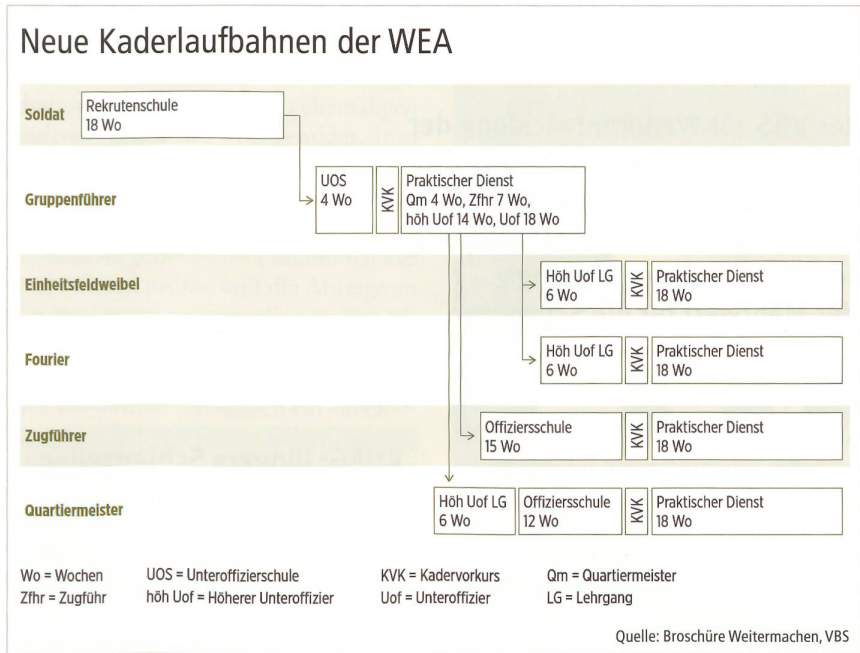 Neue Kaderlaufbahnen der WEA
Soldat
Rekrutenschule
18 Wo
Gruppenführer
UOS
4 Wo
KVK
Praktischer Dienst
Qm 4 Wo, Zfhr 7 Wo,
höh Uof 14 Wo, Uof 18 Wo
Einheitsfeldweibel
Höh Uof LG
6 Wo
KVK
Praktischer Dienst
18 Wo
Fourier
Höh Uof LG
6 Wo
KVK
Praktischer Dienst
18 Wo
Zugführer
Offiziersschule
15 Wo
KVK
Praktischer Dienst
18 Wo
Quartiermeister
Höh Uof LG
6 Wo
Offiziersschule
12 Wo
KVK
Praktischer Dienst
18 Wo
Wo = Wochen
UOS = Unteroffizierschule
KVK = Kadervorkurs
Qm = Quartiermeister
Zfhr = Zugführ
höh Uof = Höherer Unteroffizier
Uof = Unteroffizier
LG = Lehrgang
Quelle: Broschüre Weitermachen, VBS